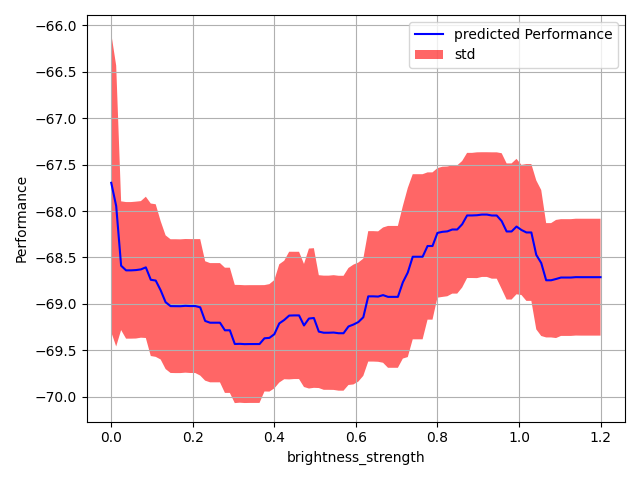 −66.0
−66.5
−67.0
−67.5
−68.0
−68.5
−69.0
−69.5
−70.0
Performance
predicted Performance
std
0.0 0.2 0.4 0.6 0.8 1.0 1.2
brightness_strength